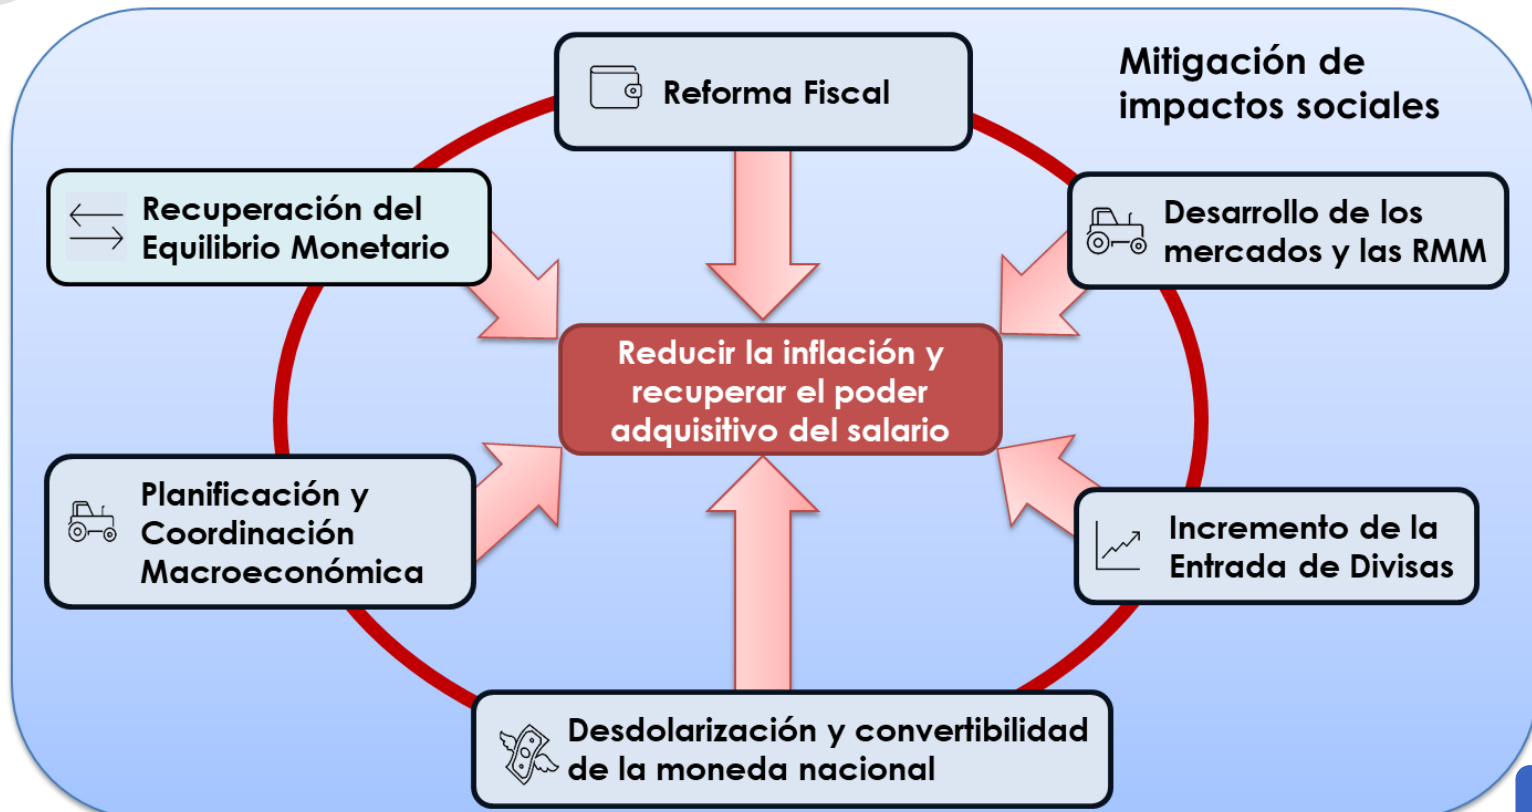 Mitigación de
impactos sociales
Reforma Fiscal
Recuperación del
Equilibrio Monetario
Desarrollo de los
mercados y las RMM
Reducir la inflación y
recuperar el poder
adquisitivo del salario
Planificación y
Coordinación
Macroeconómica
Incremento de la
Entrada de Divisas
Desdolarización y convertibilidad
de la moneda nacional